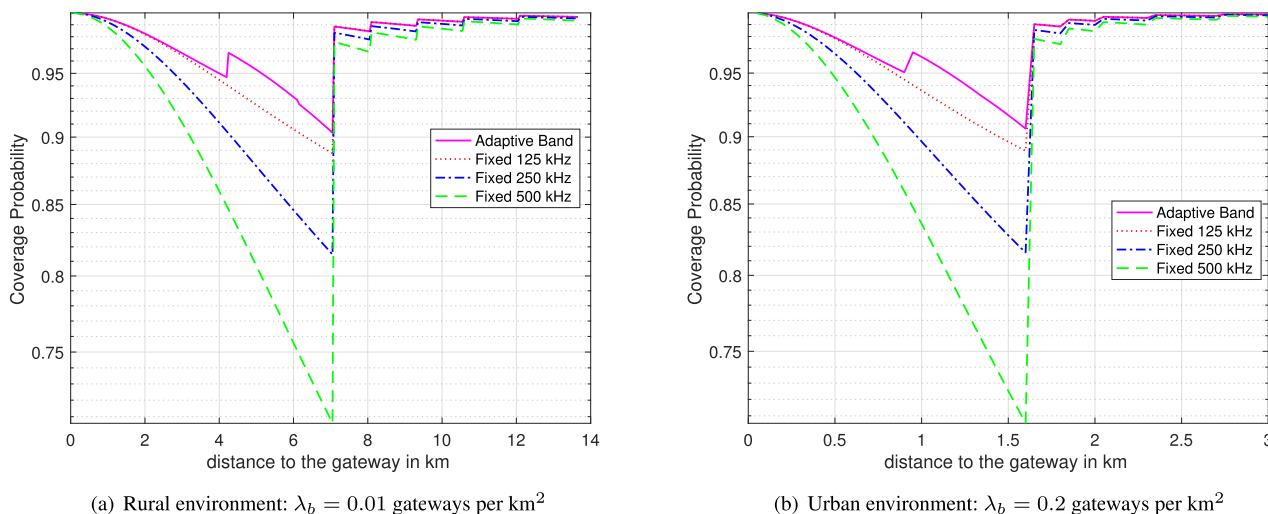 Coverage Probability
0.95
0.9
0.85
0.8
0.75
Adaptive Band
Fixed 125 kHz
Fixed 250 kHz
Fixed 500 kHz
0 2 4 6 8 10 12 14
distance to the gateway in km
(a) Rural environment: λ_b = 0.01 gateways per km²
Coverage Probability
0.95
0.9
0.85
0.8
0.75
Adaptive Band
Fixed 125 kHz
Fixed 250 kHz
Fixed 500 kHz
0 0.5 1 1.5 2 2.5 3
distance to the gateway in km
(b) Urban environment: λ_b = 0.2 gateways per km²